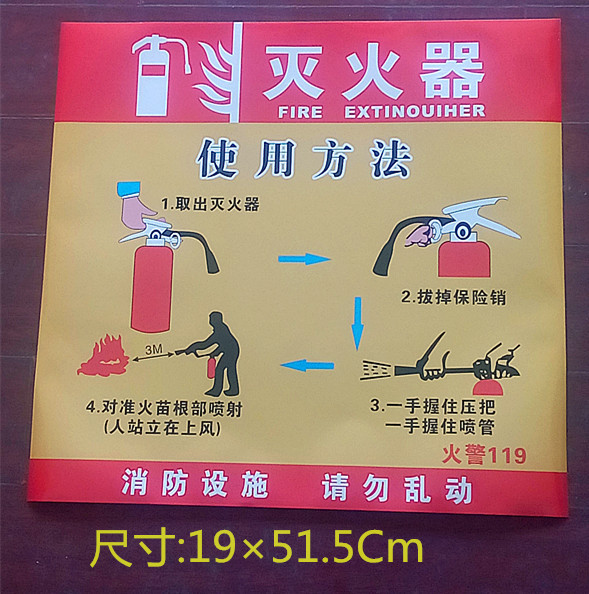 灭火器
FIRE EXTINOUIHER
使用方法
1.取出灭火器
2.拔掉保险销
3M
4.对准火苗根部喷射
(人站立在上风)
3.一手握住压把
一手握住喷管
火警119
消防设施 请勿乱动
尺寸:19×51.5Cm